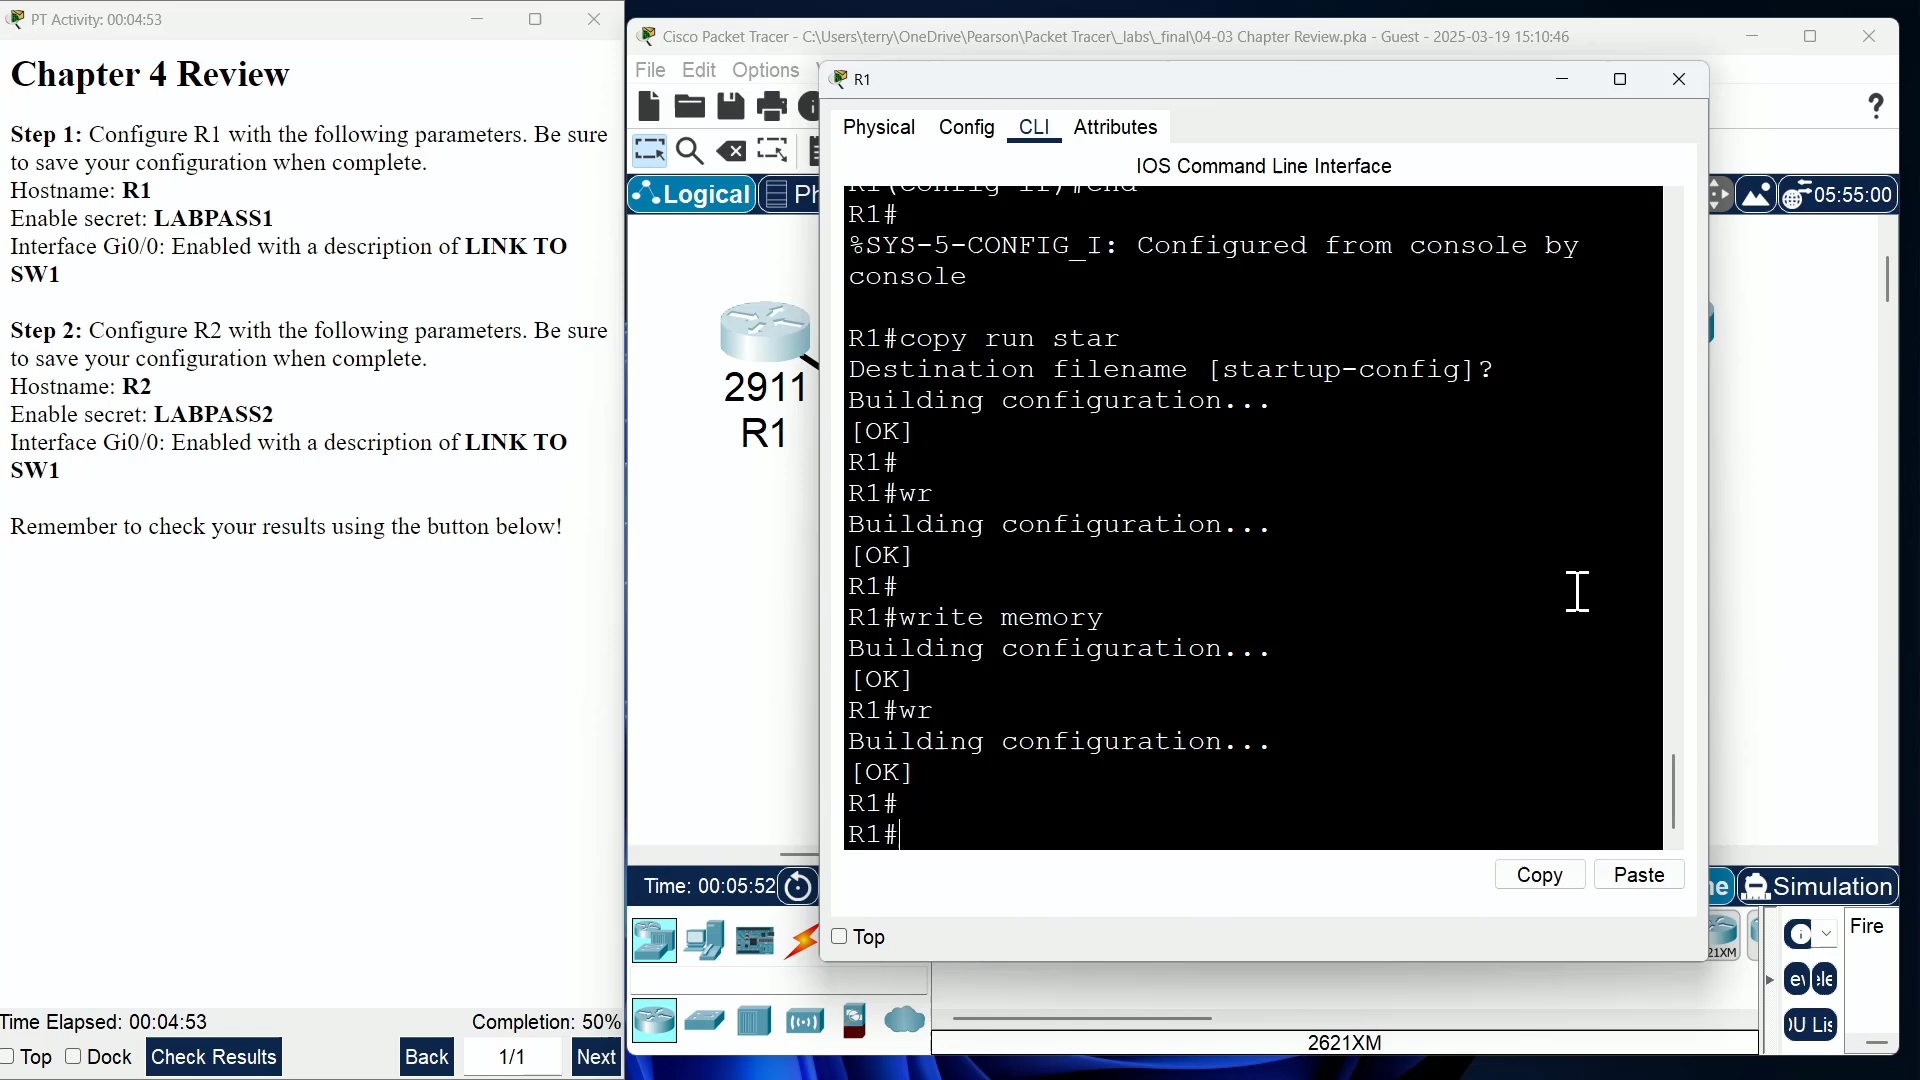 PT Activity: 00:04:53
Chapter 4 Review
Step 1: Configure R1 with the following parameters. Be sure
to save your configuration when complete.
Hostname: R1
Enable secret: LABPASS1
Interface Gi0/0: Enabled with a description of LINK TO
SW1
Step 2: Configure R2 with the following parameters. Be sure
to save your configuration when complete.
Hostname: R2
Enable secret: LABPASS2
Interface Gi0/0: Enabled with a description of LINK TO
SW1
Remember to check your results using the button below!
Time Elapsed: 00:04:53
Completion: 50%
Top
Dock
Check Results
Back
1/1
Next
Cisco Packet Tracer - C:\Users\terry\OneDrive\Pearson\Packet Tracer\_labs\_final\04-03 Chapter Review.pka - Guest - 2025-03-19 15:10:46
File Edit Options
Logical
Ph
05:55:00
2911
R1
R1
Physical Config CLI Attributes
IOS Command Line Interface
R1#
%SYS-5-CONFIG_I: Configured from console by
console
R1#copy run star
Destination filename [startup-config]?
Building configuration...
[OK]
R1#
R1#wr
Building configuration...
[OK]
R1#
R1#write memory
Building configuration...
[OK]
R1#wr
Building configuration...
[OK]
R1#
R1#
Copy
Paste
Top
Time: 00:05:52
Simulation
21XM
Fire
2621XM